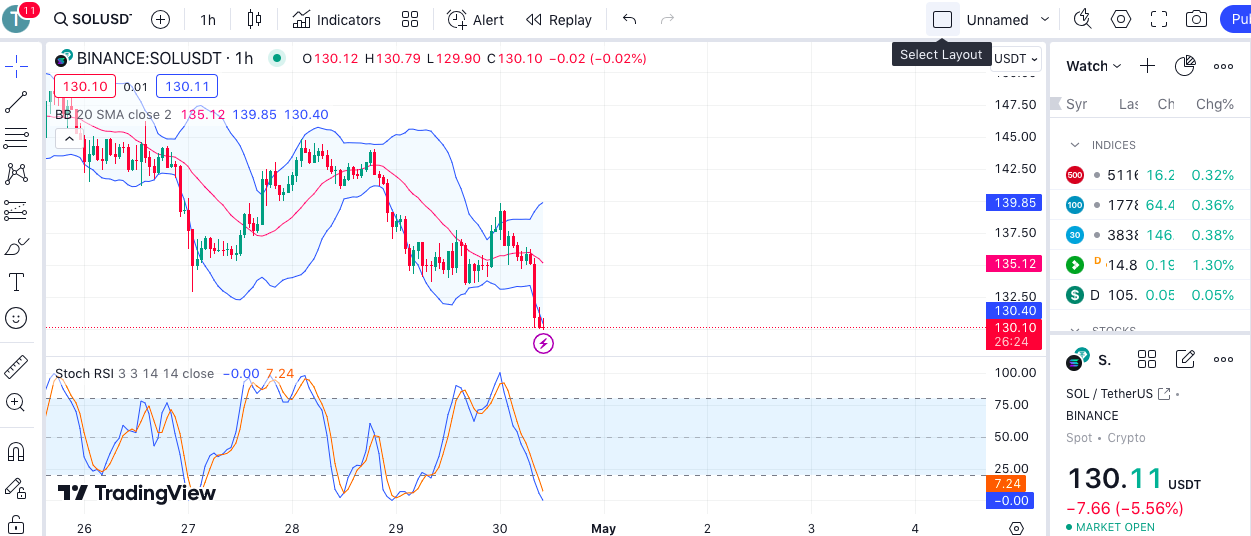 T 11 SOLUSD 1h Indicators Alert Replay Unnamed
Select Layout
BINANCE:SOLUSDT · 1h O130.12 H130.79 L129.90 C130.10 −0.02 (−0.02%) USDT
130.10 0.01 130.11
BB 20 SMA close 2 135.12 139.85 130.40
147.50
145.00
142.50
139.85
137.50
135.12
132.50
130.40
130.10
26:24
Stoch RSI 3 3 14 14 close −0.00 7.24
100.00
75.00
50.00
25.00
7.24
−0.00
TradingView
26 27 28 29 30 May 2 3 4
Watch
Chg%
INDICES
500 5116 16.2 0.32%
100 1778 64.4 0.36%
30 3838 146. 0.38%
D 14.8 0.19 1.30%
$ D 105. 0.05 0.05%
STOCKS
S.
SOL / TetherUS
BINANCE
Spot • Crypto
130.11 USDT
−7.66 (−5.56%)
MARKET OPEN